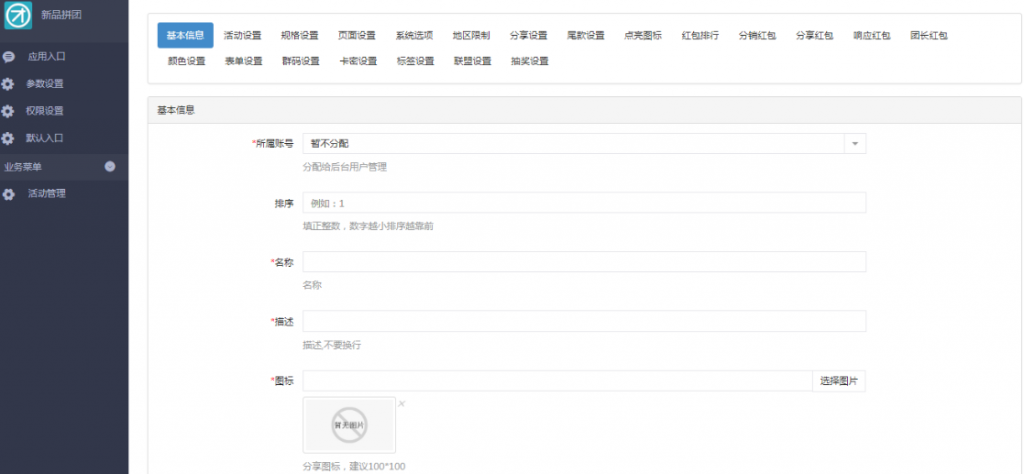 新品拼团
应用入口
参数设置
权限设置
默认入口
业务菜单
活动管理
基本信息 活动设置 规格设置 页面设置 系统选项 地区限制 分享设置 尾款设置 点亮图标 红包排行 分销红包 分享红包 响应红包 团长红包
颜色设置 表单设置 群码设置 卡密设置 标签设置 联盟设置 抽奖设置
基本信息
*所属账号 暂不分配
分配给后台用户管理
排序 例如：1
填正整数，数字越小排序越靠前
*名称
名称
*描述
描述,不要换行
*图标 选择图片
暂无图片
分享图标，建议100*100